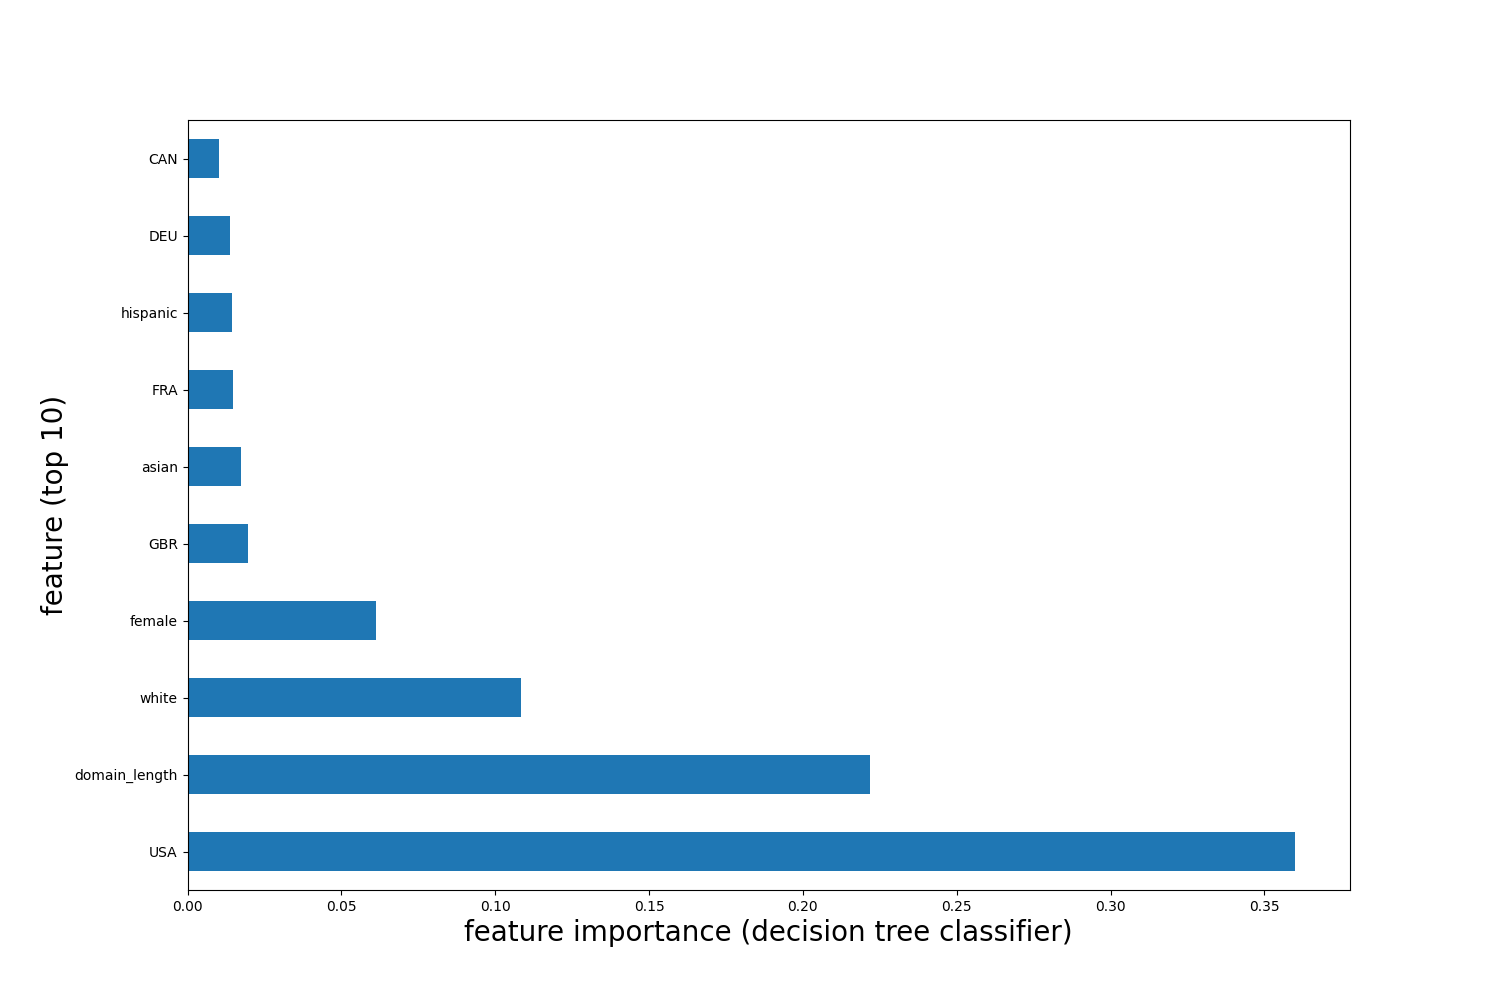 CAN
DEU
hispanic
FRA
asian
GBR
female
white
domain_length
USA
0.00 0.05 0.10 0.15 0.20 0.25 0.30 0.35
feature importance (decision tree classifier)
feature (top 10)